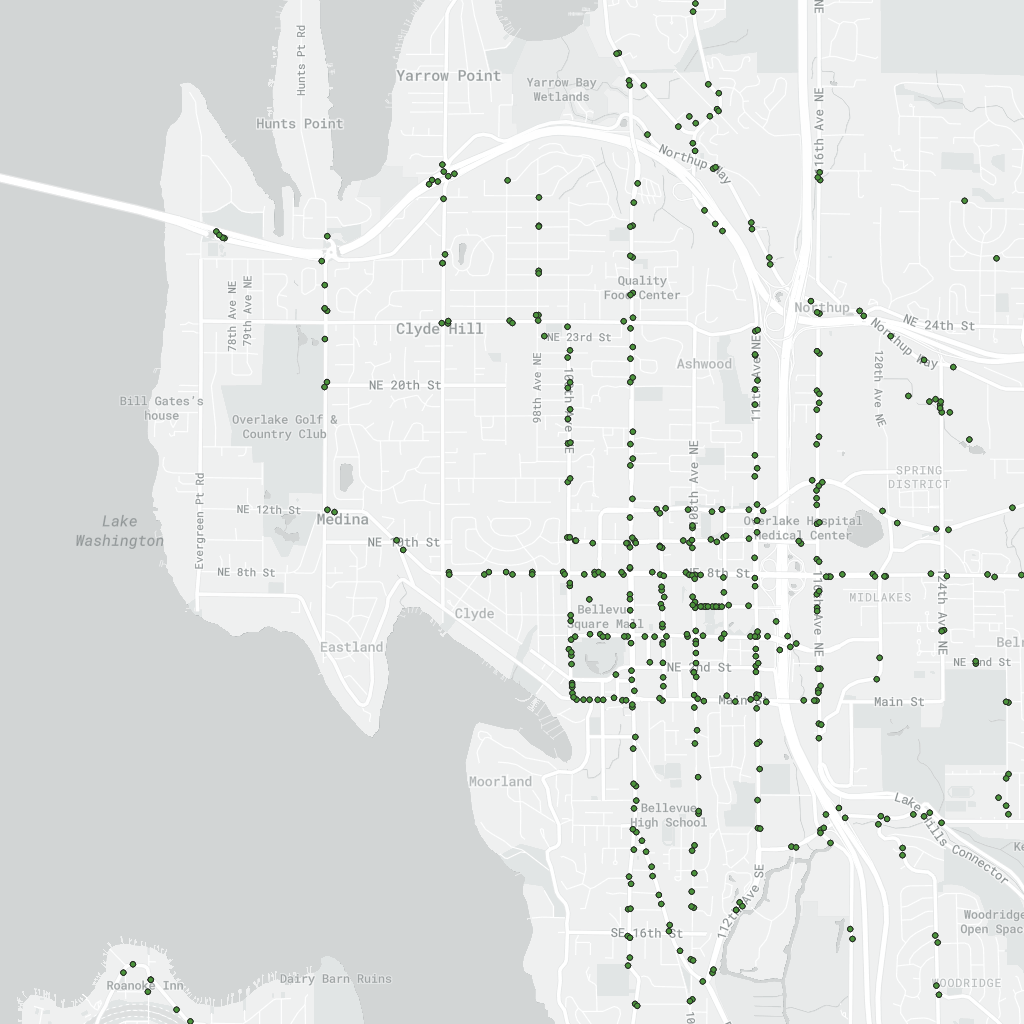 Hunts Pt Rd
116th Ave NE
Yarrow Point
Yarrow Bay
Wetlands
Hunts Point
Northup Way
78th Ave NE
79th Ave NE
Quality
Food Center
Northup
NE 24th St
Clyde Hill
NE 23rd St
Northup Way
112th Ave NE
120th Ave NE
Ashwood
98th Ave NE
100th Ave NE
NE 20th St
Bill Gates's
house
Overlake Golf &
Country Club
108th Ave NE
SPRING
DISTRICT
Evergreen Pt Rd
Lake
Washington
NE 12th St
Medina
Overlake Hospital
Medical Center
NE 10th St
NE 8th St
NE 8th St
116th Ave NE
124th Ave NE
MIDLAKES
Clyde
Bellevue
Square Mall
Eastland
NE 2nd St
NE 2nd St
Main St
Main St
Moorland
Bellevue
High School
Lake Hills Connector
112th Ave SE
SE 16th St
Woodridge
WOODRIDGE
Dairy Barn Ruins
Roanoke Inn